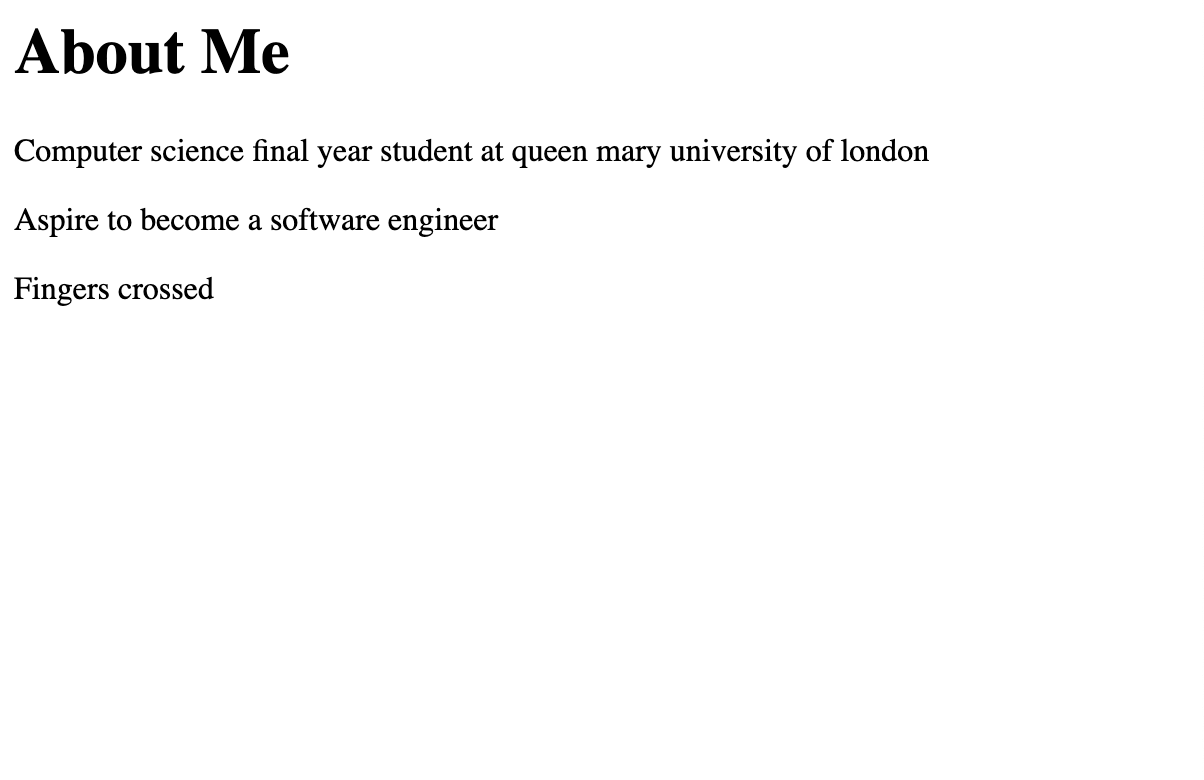 About Me
Computer science final year student at queen mary university of london
Aspire to become a software engineer
Fingers crossed